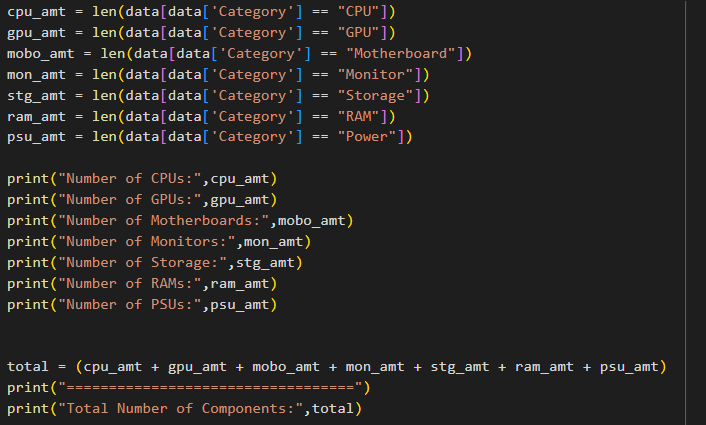 cpu_amt = len(data[data['Category'] == "CPU"])
gpu_amt = len(data[data['Category'] == "GPU"])
mobo_amt = len(data[data['Category'] == "Motherboard"])
mon_amt = len(data[data['Category'] == "Monitor"])
stg_amt = len(data[data['Category'] == "Storage"])
ram_amt = len(data[data['Category'] == "RAM"])
psu_amt = len(data[data['Category'] == "Power"])
print("Number of CPUs:",cpu_amt)
print("Number of GPUs:",gpu_amt)
print("Number of Motherboards:",mobo_amt)
print("Number of Monitors:",mon_amt)
print("Number of Storage:",stg_amt)
print("Number of RAMs:",ram_amt)
print("Number of PSUs:",psu_amt)
total = (cpu_amt + gpu_amt + mobo_amt + mon_amt + stg_amt + ram_amt + psu_amt)
print("==================================")
print("Total Number of Components:",total)